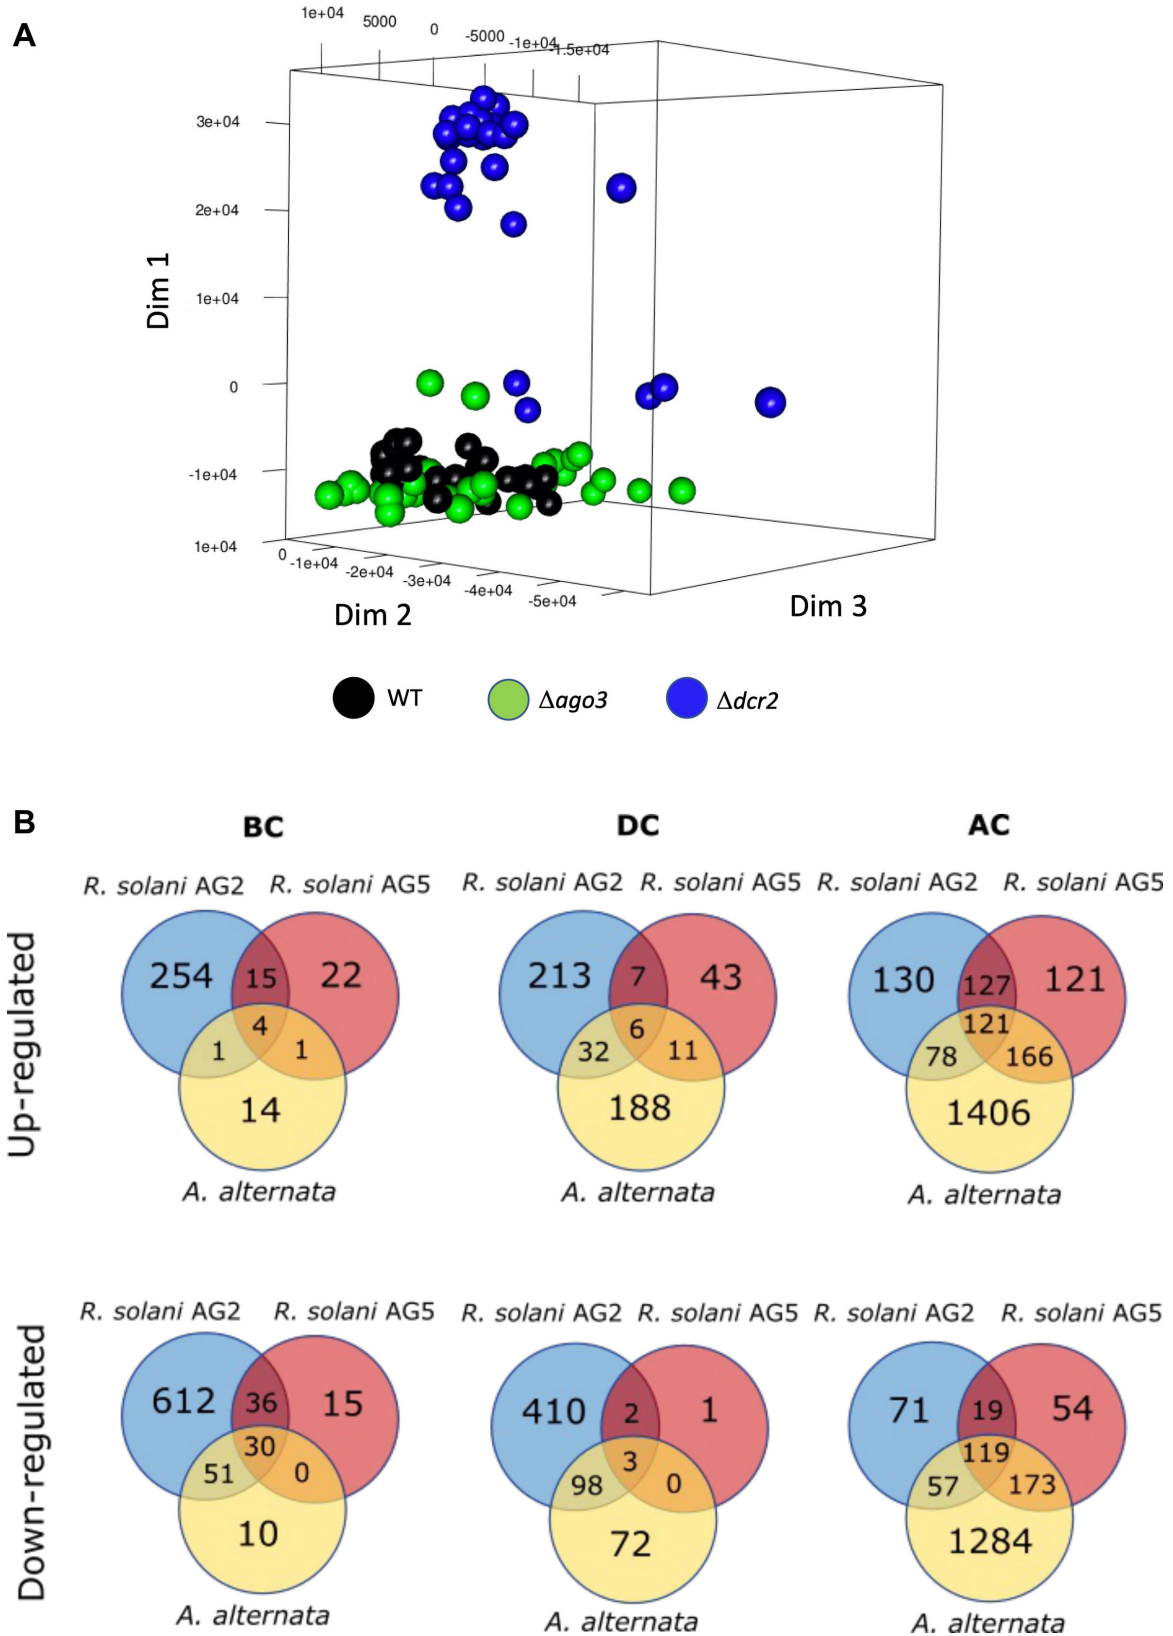 A
1e+04 5000 0 -5000 -1e+04 -1.5e+04
3e+04
2e+04
1e+04
0
-1e+04
1e+04
Dim 1
0 -1e+04 -2e+04 -3e+04 -4e+04 -5e+04
Dim 2
Dim 3
WT Δago3 Δdcr2
B
BC DC AC
Up-regulated
R. solani AG2 R. solani AG5 R. solani AG2 R. solani AG5 R. solani AG2 R. solani AG5
254 15 22 213 7 43 130 127 121
4 6 121
1 1 32 11 78 166
14 188 1406
A. alternata A. alternata A. alternata
Down-regulated
R. solani AG2 R. solani AG5 R. solani AG2 R. solani AG5 R. solani AG2 R. solani AG5
612 36 15 410 2 1 71 19 54
30 3 119
51 0 98 0 57 173
10 72 1284
A. alternata A. alternata A. alternata